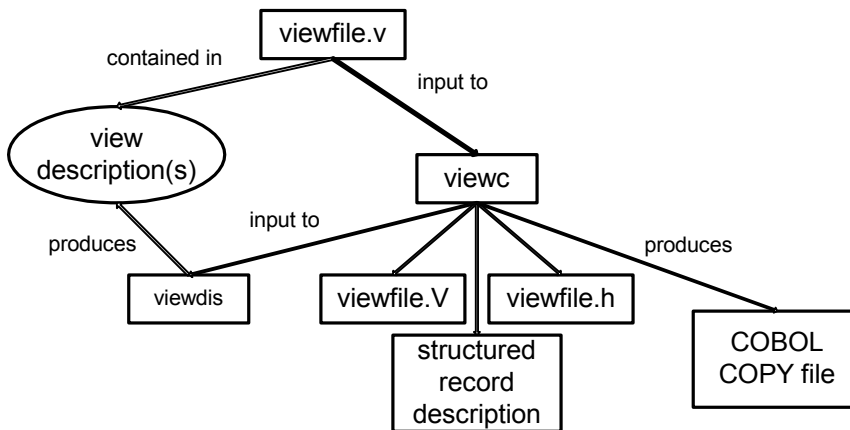 viewfile.v
contained in
input to
view
description(s)
viewc
produces
input to
produces
viewdis
viewfile.V
viewfile.h
structured
record
description
COBOL
COPY file